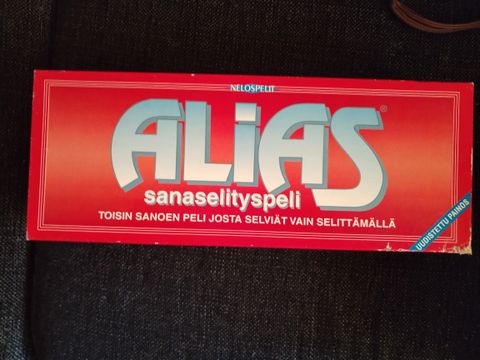 NELOSPELIT
ALiAS®
sanaselityspeli
TOISIN SANOEN PELI JOSTA SELVIÄT VAIN SELITTÄMÄLLÄ
UUDISTETTU PAINOS